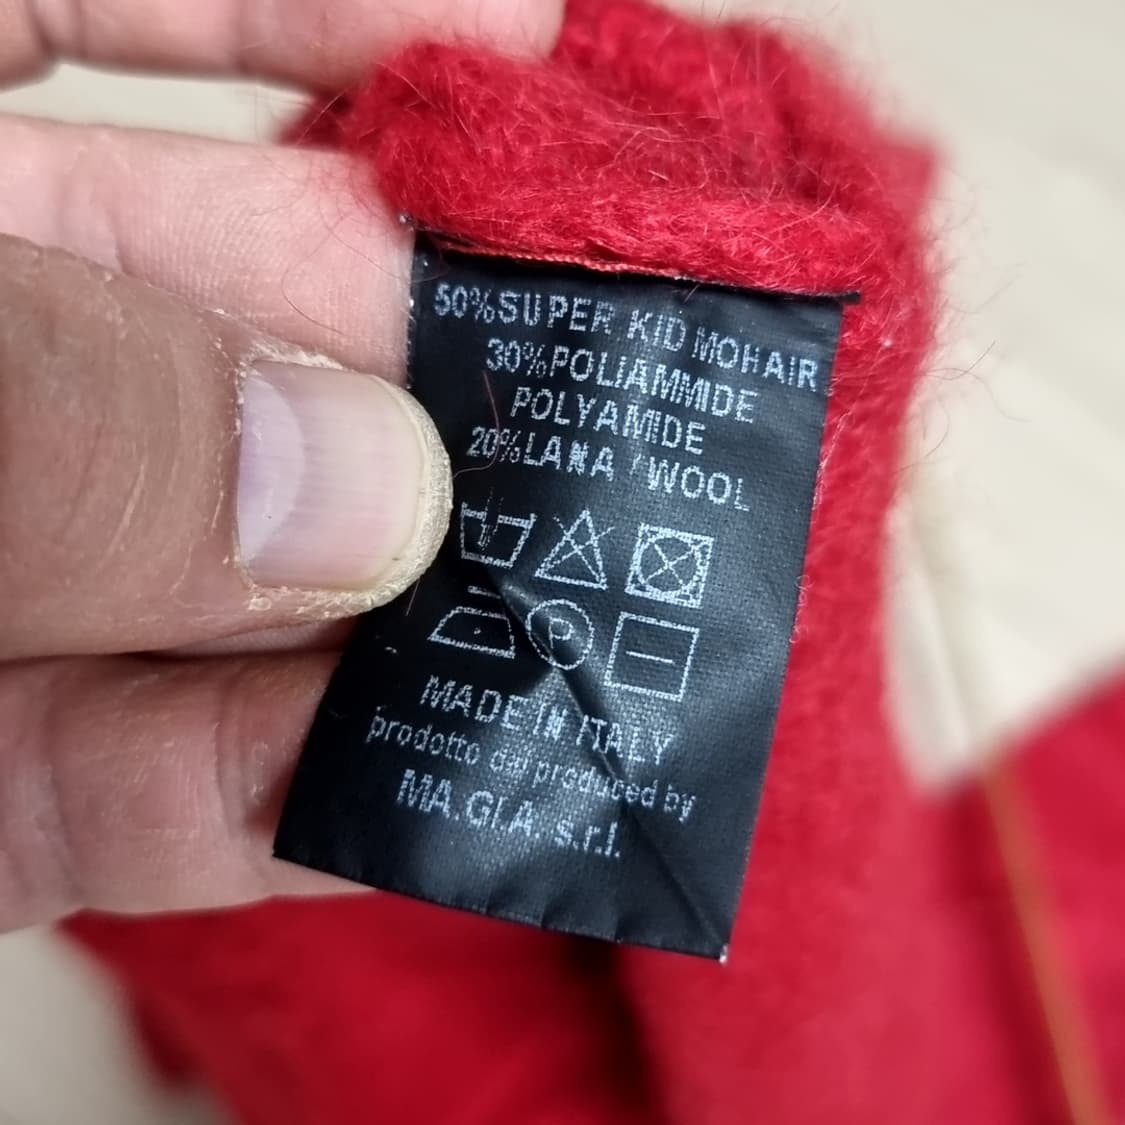 50%SUPER KID MOHAIR
30%POLIAMMIDE
POLYAMIDE
20%LANA / WOOL
P
MADE IN ITALY
prodotto da/ produced by
MA.GI.A. s.r.l.